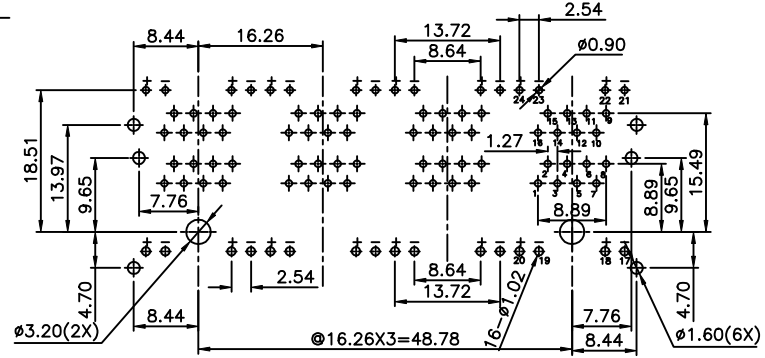 2.54
13.72
8.44
16.26
8.64
ø0.90
24 23
22 21
15 13 11 9
16 14 12 10
1.27
2 4 6 8
1 3 5 7
18.51
13.97
9.65
7.76
8.89
8.89
9.65
15.49
20 19
18 17
4.70
2.54
8.64
13.72
16-ø1.02
4.70
7.76
ø3.20(2X)
8.44
@16.26X3=48.78
8.44
ø1.60(6X)